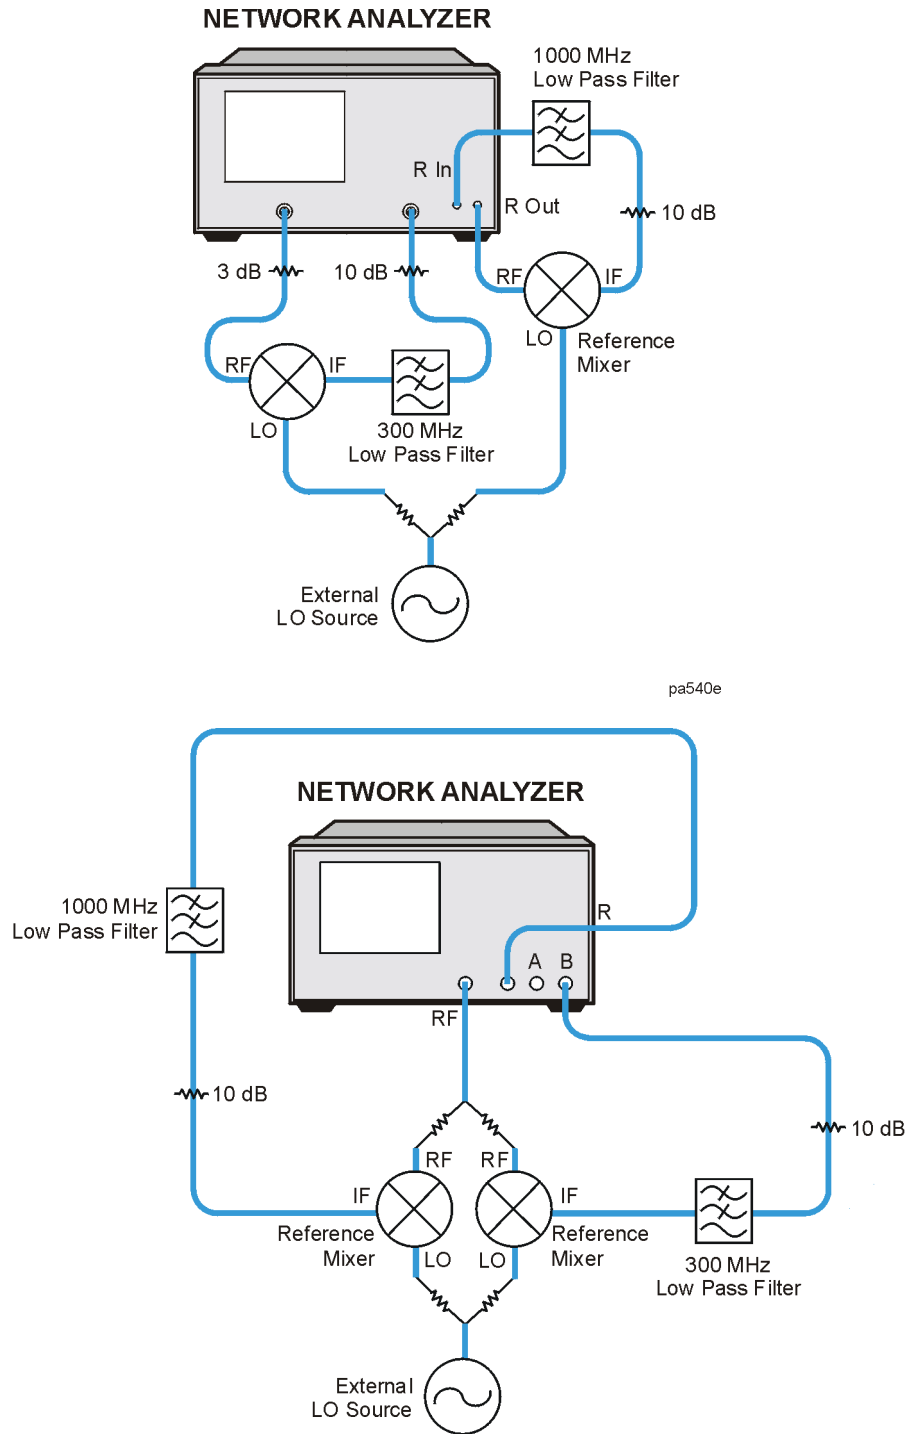 NETWORK ANALYZER
1000 MHz
Low Pass Filter
R In
R Out
10 dB
3 dB
10 dB
RF
IF
LO
Reference
Mixer
RF
IF
LO
300 MHz
Low Pass Filter
External
LO Source
pa540e
NETWORK ANALYZER
1000 MHz
Low Pass Filter
R
A
B
RF
10 dB
10 dB
RF
RF
IF
IF
Reference
Mixer
LO
LO
Reference
Mixer
300 MHz
Low Pass Filter
External
LO Source